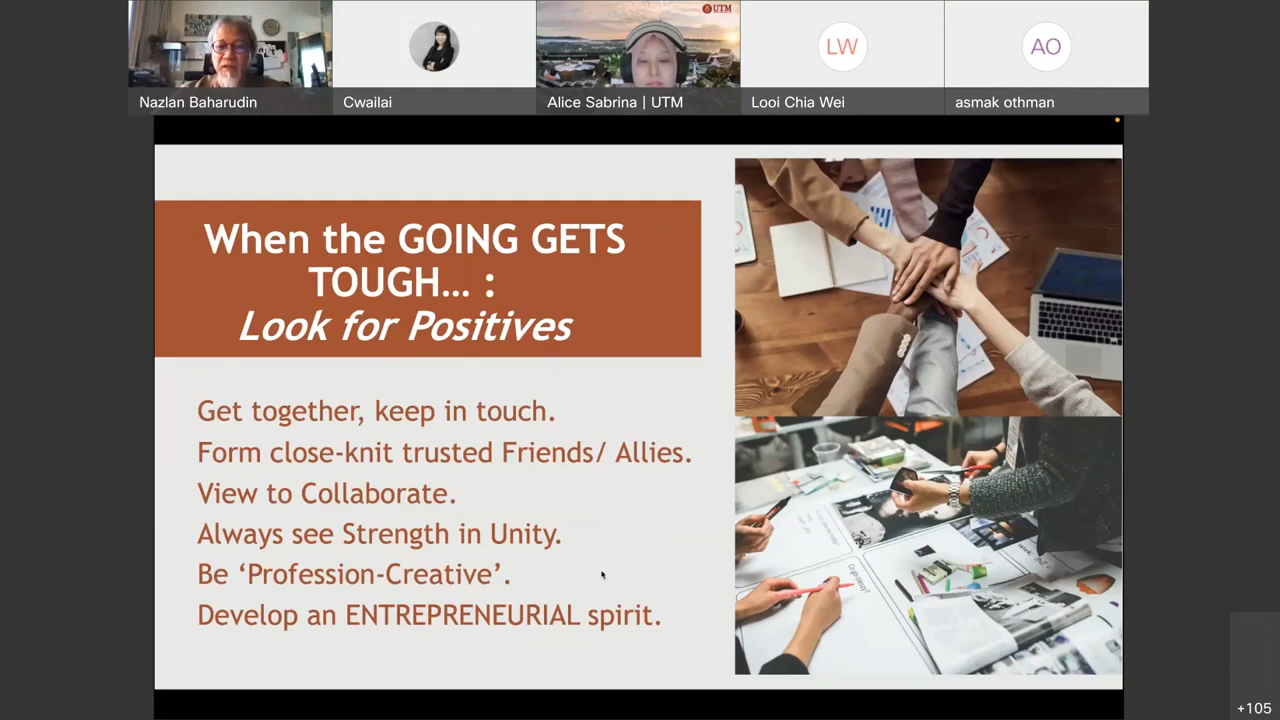 UTM
LW
AO
Nazlan Baharudin
Cwailai
Alice Sabrina | UTM
Looi Chia Wei
asmak othman
When the GOING GETS
TOUGH... :
Look for Positives
Get together, keep in touch.
Form close-knit trusted Friends/ Allies.
View to Collaborate.
Always see Strength in Unity.
Be ‘Profession-Creative’.
Develop an ENTREPRENEURIAL spirit.
+105